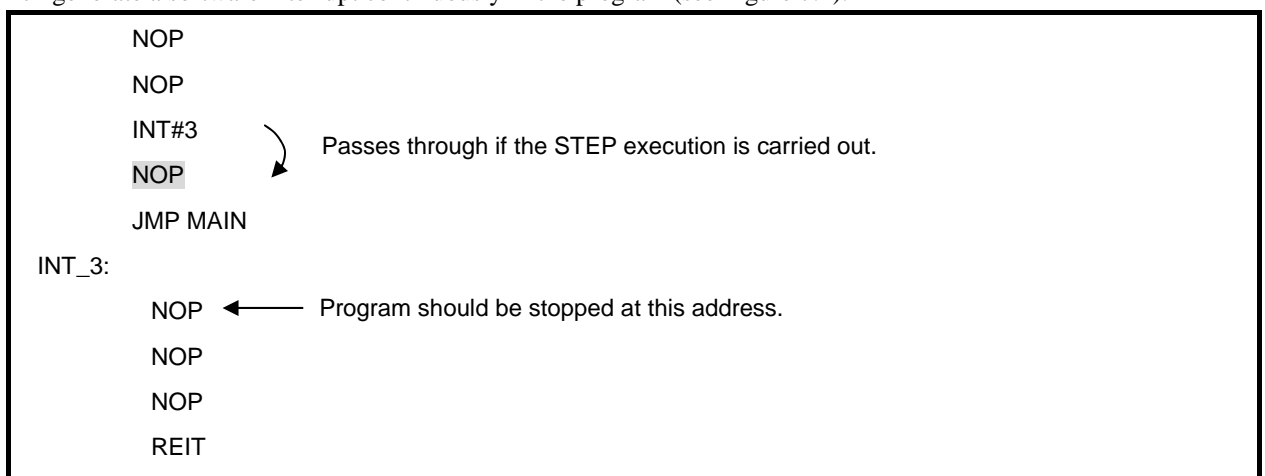 NOP
NOP
INT#3
Passes through if the STEP execution is carried out.
NOP
JMP MAIN
INT_3:
NOP Program should be stopped at this address.
NOP
NOP
REIT